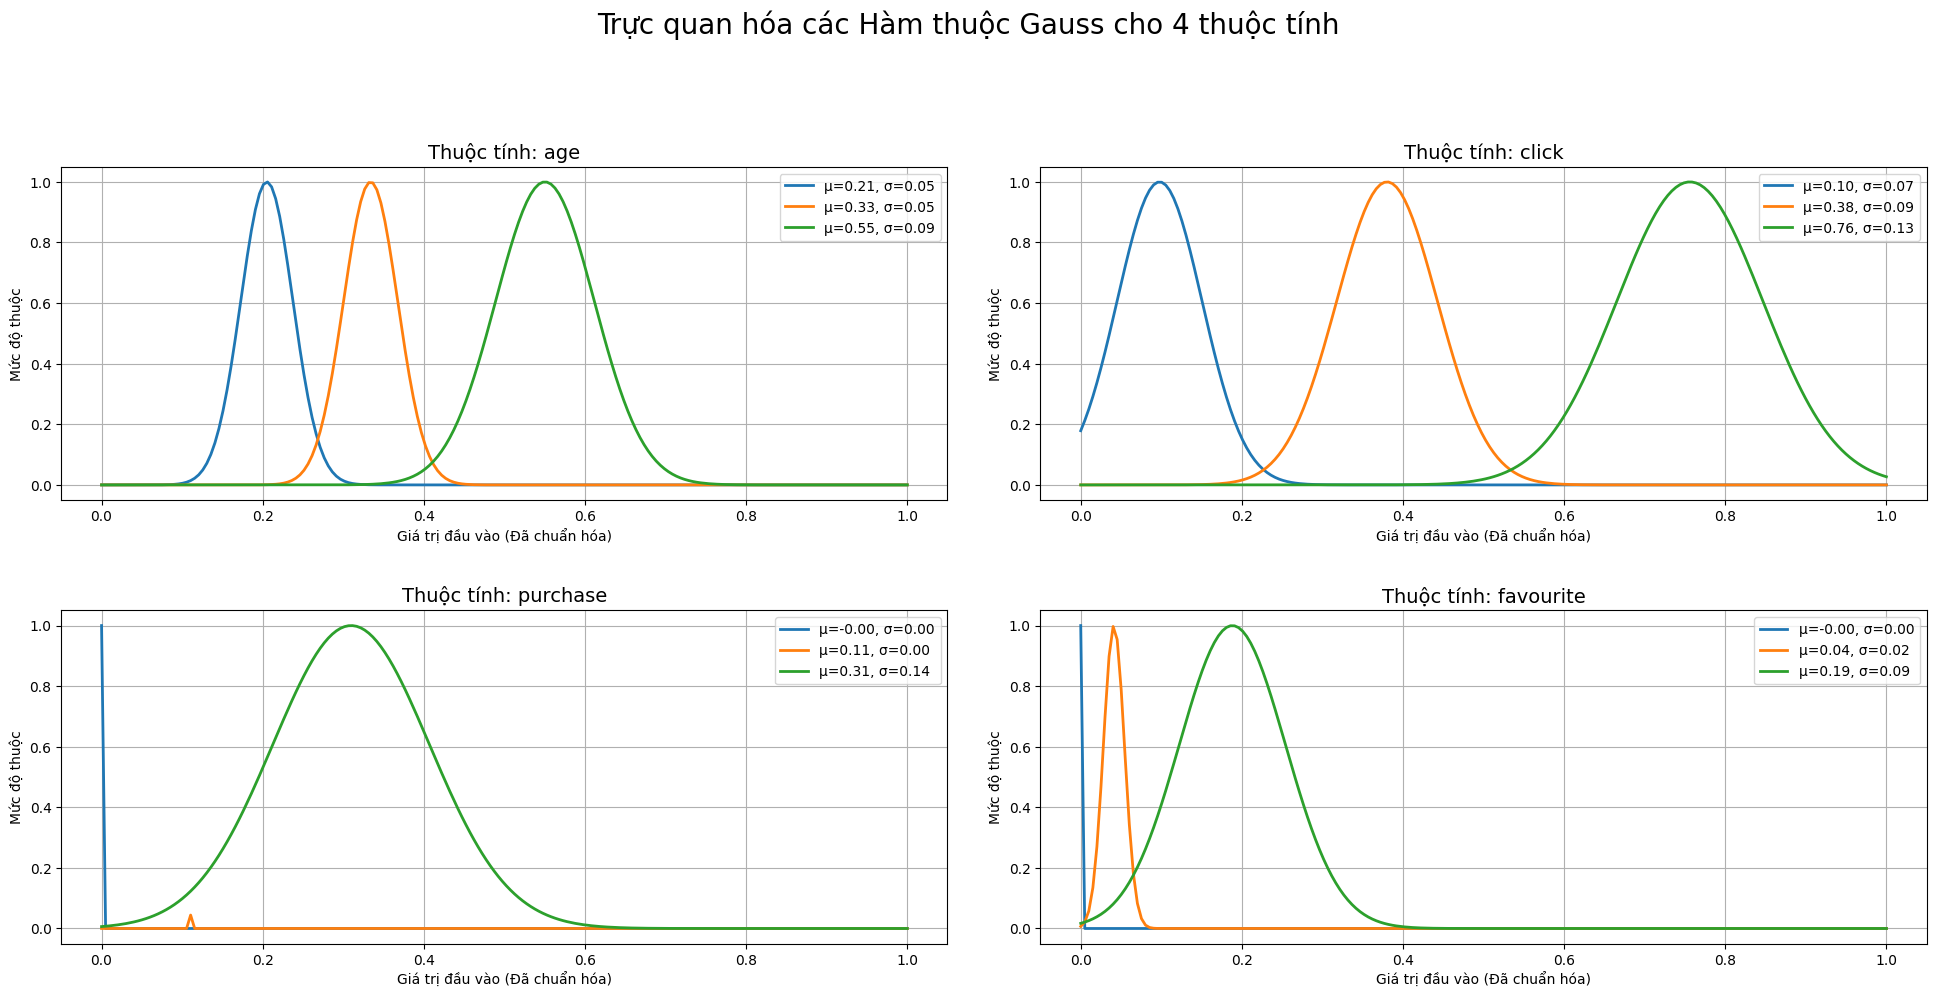 Trực quan hóa các Hàm thuộc Gauss cho 4 thuộc tính
Thuộc tính: age
1.0
0.8
0.6
0.4
0.2
0.0
Mức độ thuộc
μ=0.21, σ=0.05
μ=0.33, σ=0.05
μ=0.55, σ=0.09
0.0 0.2 0.4 0.6 0.8 1.0
Giá trị đầu vào (Đã chuẩn hóa)
Thuộc tính: click
1.0
0.8
0.6
0.4
0.2
0.0
Mức độ thuộc
μ=0.10, σ=0.07
μ=0.38, σ=0.09
μ=0.76, σ=0.13
0.0 0.2 0.4 0.6 0.8 1.0
Giá trị đầu vào (Đã chuẩn hóa)
Thuộc tính: purchase
1.0
0.8
0.6
0.4
0.2
0.0
Mức độ thuộc
μ=-0.00, σ=0.00
μ=0.11, σ=0.00
μ=0.31, σ=0.14
0.0 0.2 0.4 0.6 0.8 1.0
Giá trị đầu vào (Đã chuẩn hóa)
Thuộc tính: favourite
1.0
0.8
0.6
0.4
0.2
0.0
Mức độ thuộc
μ=-0.00, σ=0.00
μ=0.04, σ=0.02
μ=0.19, σ=0.09
0.0 0.2 0.4 0.6 0.8 1.0
Giá trị đầu vào (Đã chuẩn hóa)